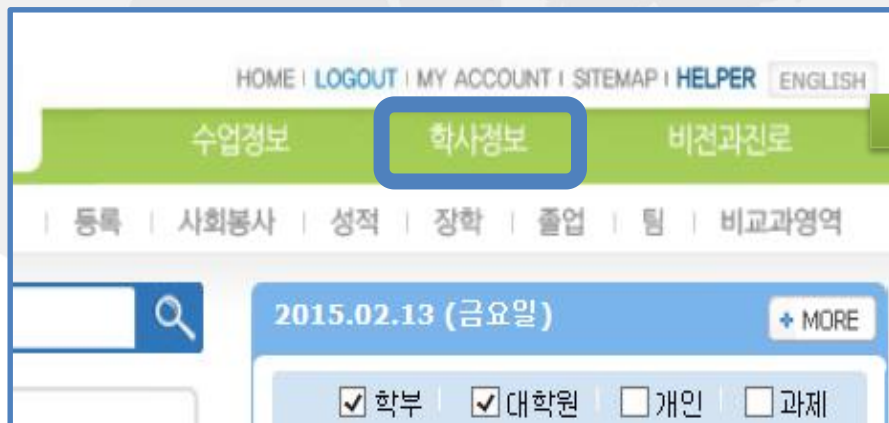 HOME | LOGOUT | MY ACCOUNT | SITEMAP | HELPER ENGLISH
수업정보 학사정보 비전과진로
| 등록 | 사회봉사 | 성적 | 장학 | 졸업 | 팀 | 비교과영역
2015.02.13 (금요일) + MORE
학부 대학원 개인 과제